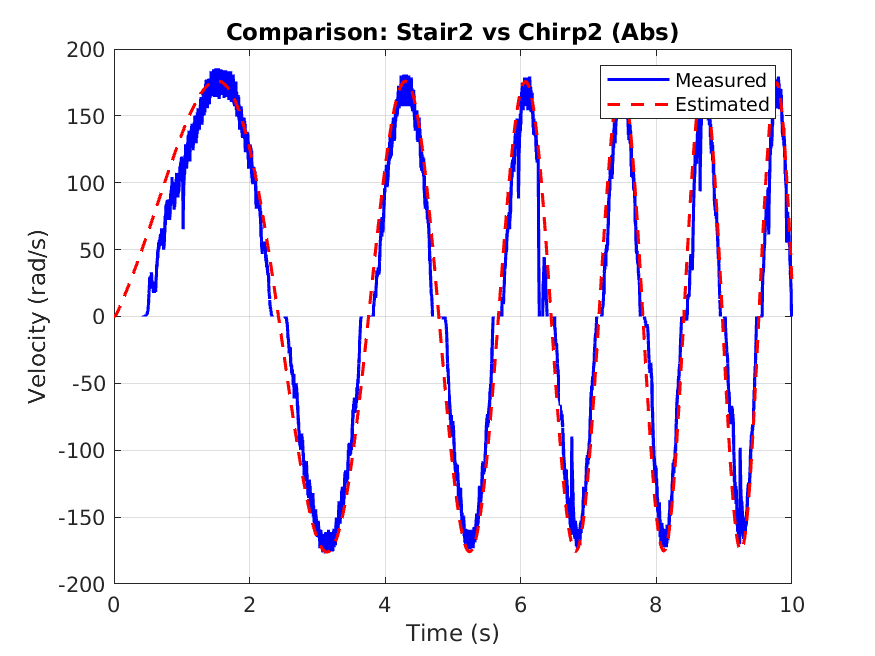 Comparison: Stair2 vs Chirp2 (Abs)
Measured
Estimated
Velocity (rad/s)
200
150
100
50
0
-50
-100
-150
-200
0 2 4 6 8 10
Time (s)